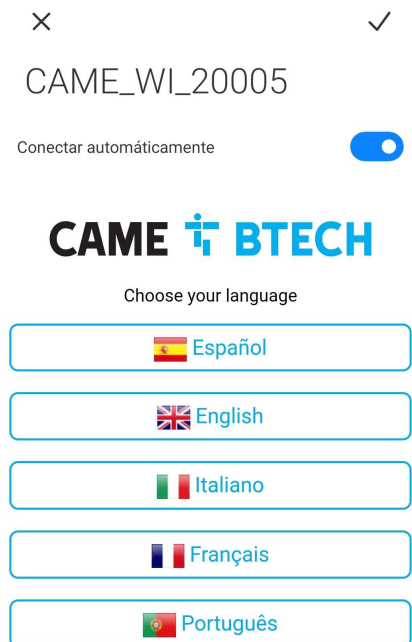 CAME_WI_20005
Conectar automáticamente
CAME BTECH
Choose your language
Español
English
Italiano
Français
Português